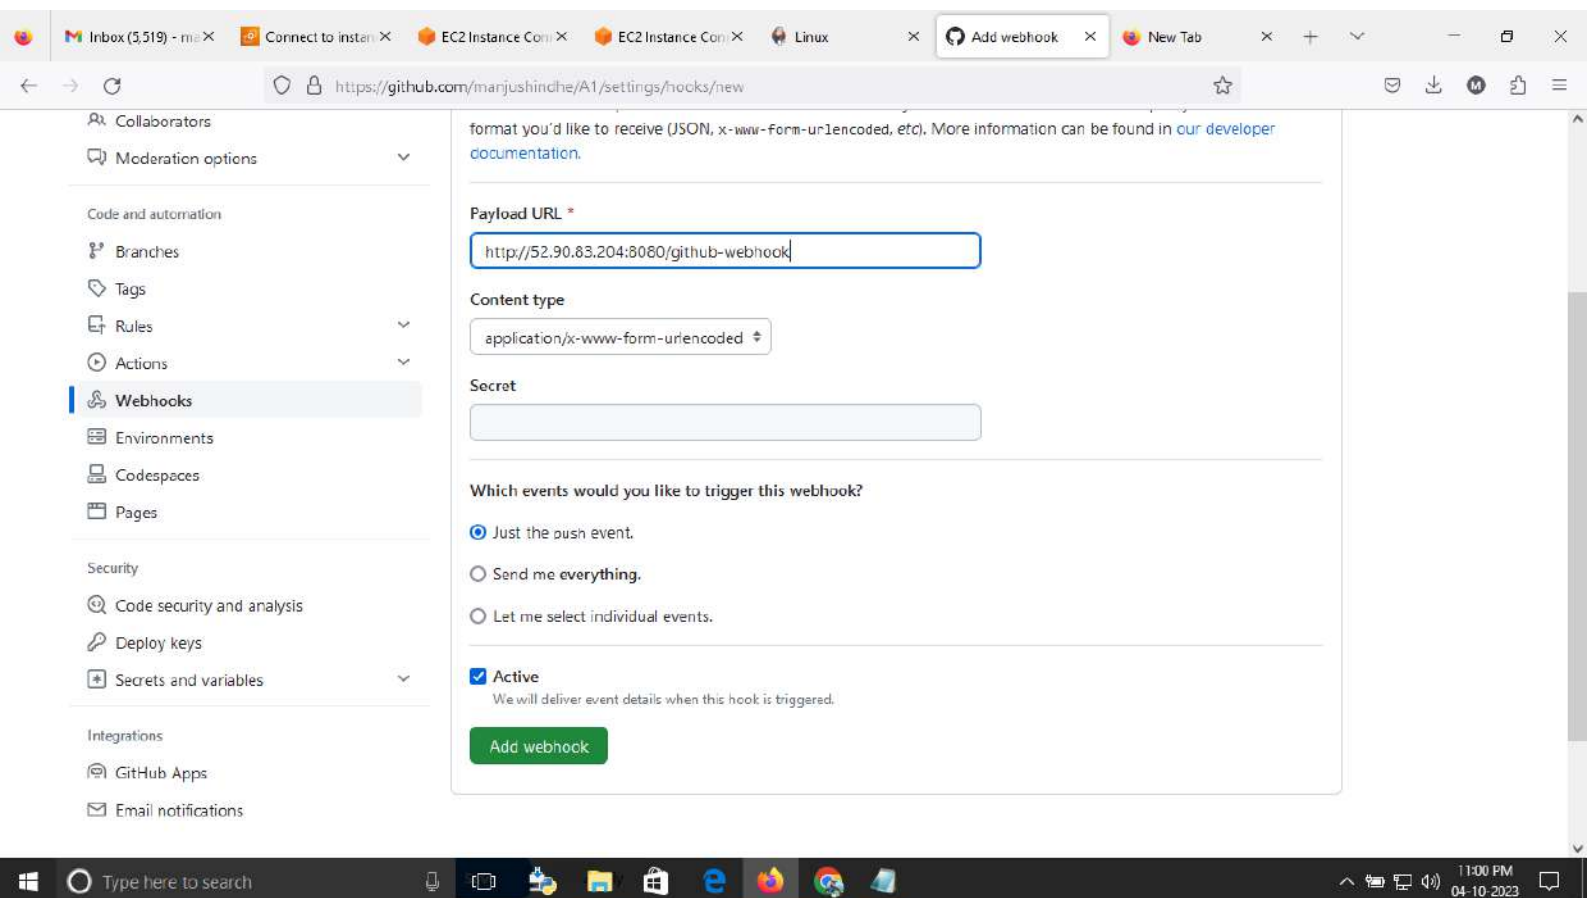 Inbox (5,519) - ma
Connect to instan
EC2 Instance Con
EC2 Instance Con
Linux
Add webhook
New Tab
https://github.com/manjushindhe/A1/settings/hooks/new
M
Collaborators
Moderation options
Code and automation
Branches
Tags
Rules
Actions
Webhooks
Environments
Codespaces
Pages
Security
Code security and analysis
Deploy keys
Secrets and variables
Integrations
GitHub Apps
Email notifications
format you'd like to receive (JSON, x-www-form-urlencoded, etc). More information can be found in our developer
documentation.
Payload URL *
http://52.90.83.204:8080/github-webhook
Content type
application/x-www-form-urlencoded
Secret
Which events would you like to trigger this webhook?
Just the push event.
Send me everything.
Let me select individual events.
Active
We will deliver event details when this hook is triggered.
Add webhook
Type here to search
11:00 PM
04-10-2023